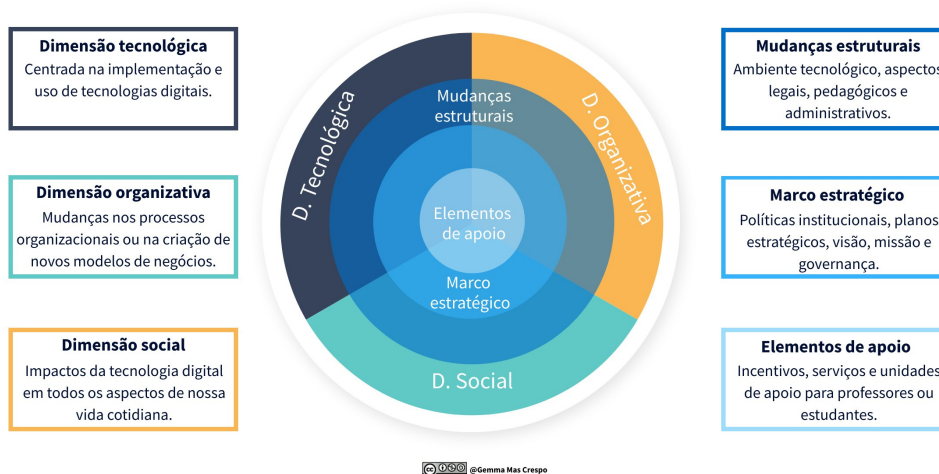 Dimensão tecnológica
Centrada na implementação e
uso de tecnologias digitais.
Dimensão organizativa
Mudanças nos processos
organizacionais ou na criação de
novos modelos de negócios.
Dimensão social
Impactos da tecnologia digital
em todos os aspectos de nossa
vida cotidiana.
D. Tecnológica
D. Organizativa
D. Social
Mudanças
estruturais
Elementos
de apoio
Marco
estratégico
Mudanças estruturais
Ambiente tecnológico, aspectos
legais, pedagógicos e
administrativos.
Marco estratégico
Políticas institucionais, planos
estratégicos, visão, missão e
governança.
Elementos de apoio
Incentivos, serviços e unidades
de apoio para professores ou
estudantes.
@Gemma Mas Crespo